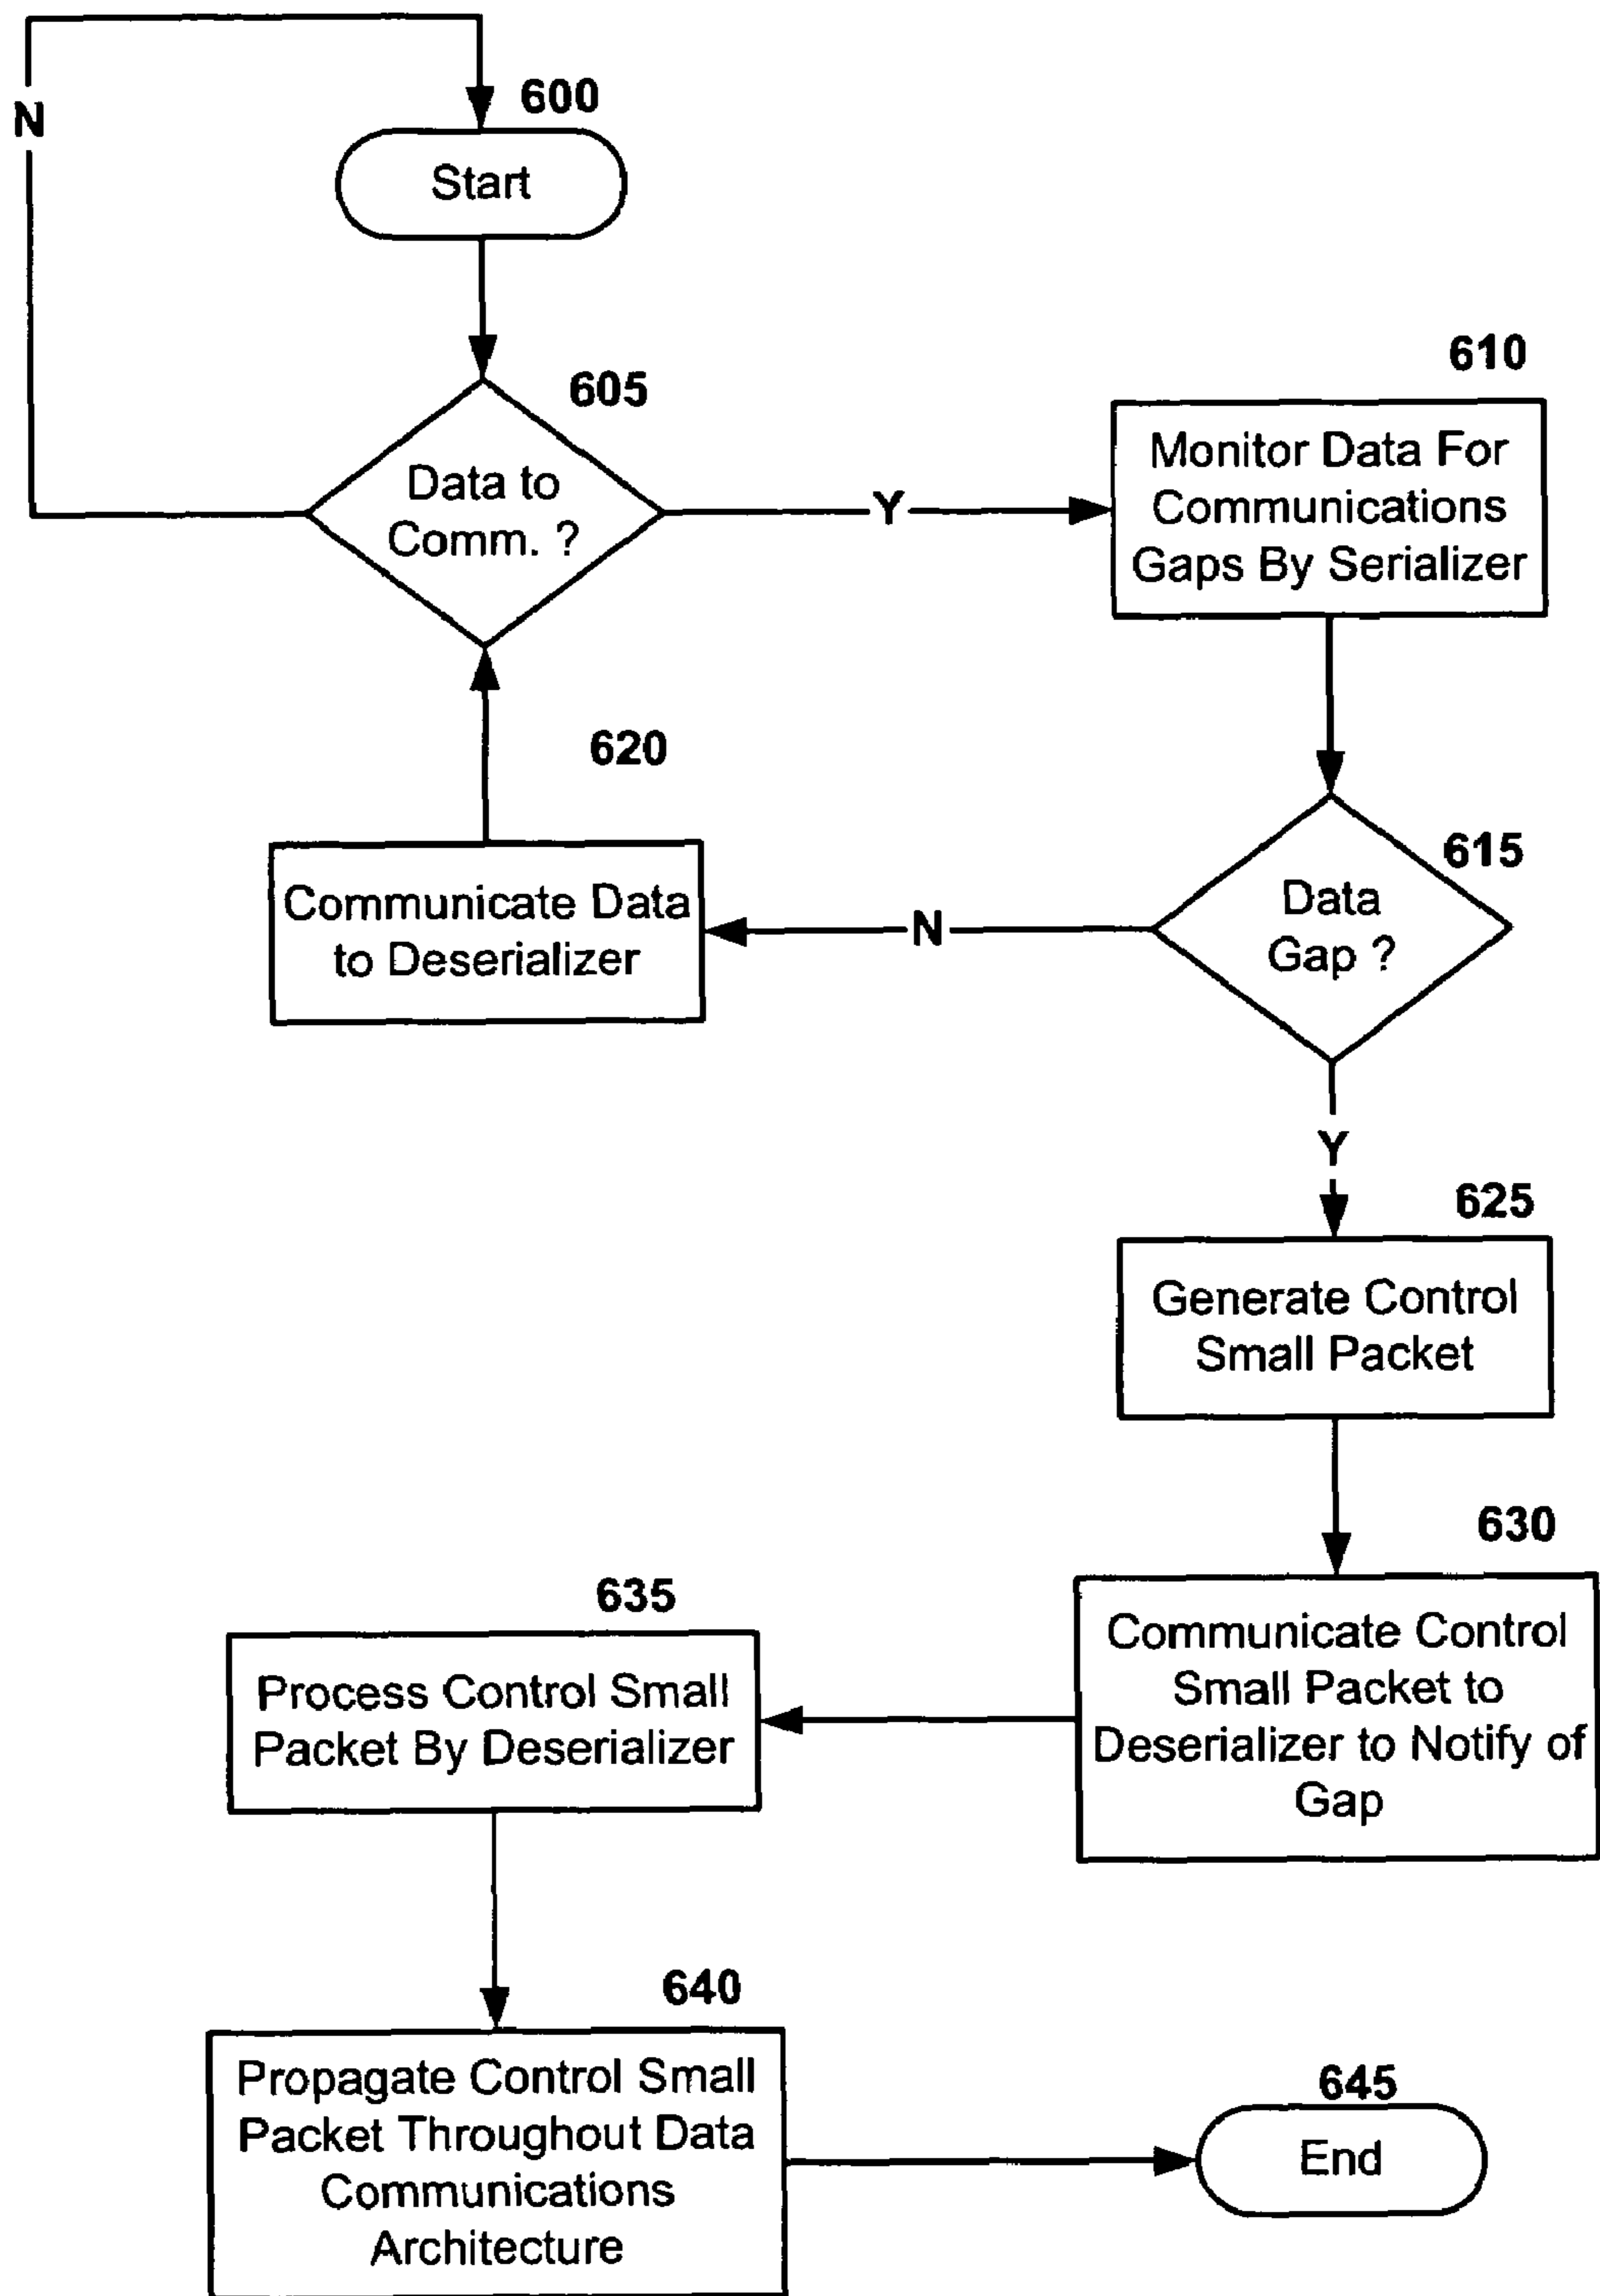 N
600
Start
605
Data to
Comm. ?
Y
610
Monitor Data For
Communications
Gaps By Serializer
615
Data
Gap ?
N
620
Communicate Data
to Deserializer
Y
625
Generate Control
Small Packet
630
Communicate Control
Small Packet to
Deserializer to Notify of
Gap
635
Process Control Small
Packet By Deserializer
640
Propagate Control Small
Packet Throughout Data
Communications
Architecture
645
End